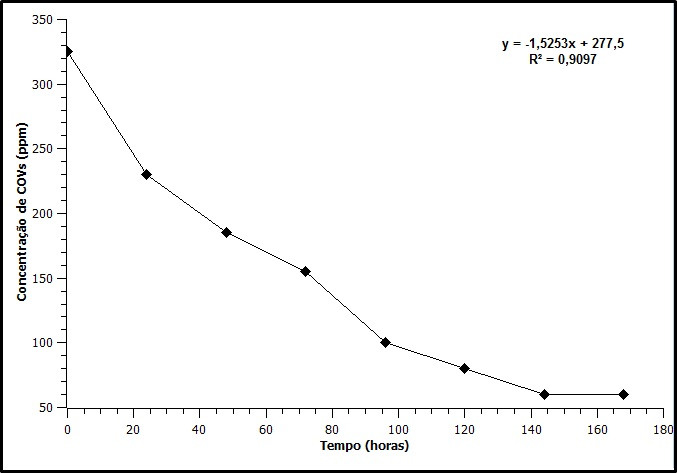 y = -1,5253x + 277,5
R² = 0,9097
350
300
250
200
150
100
50
Concentração de COVs (ppm)
0 20 40 60 80 100 120 140 160 180
Tempo (horas)